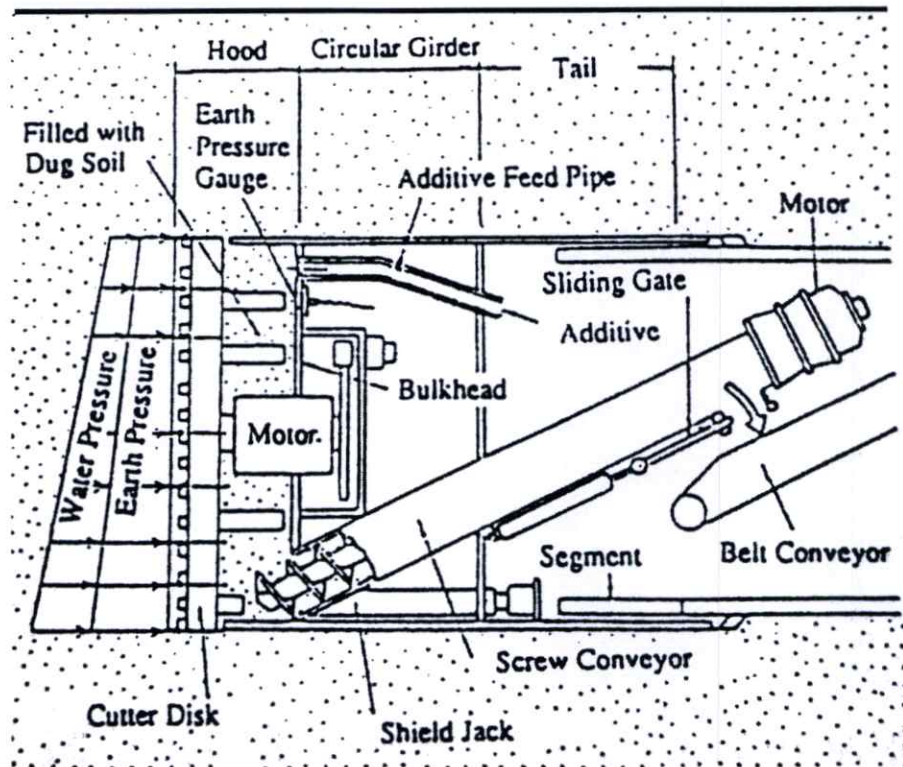 Hood
Circular Girder
Tail
Earth
Pressure
Gauge
Filled with
Dug Soil
Additive Feed Pipe
Motor
Sliding Gate
Additive
Bulkhead
Water Pressure
Earth Pressure
Motor.
Segment
Belt Conveyor
Screw Conveyor
Cutter Disk
Shield Jack